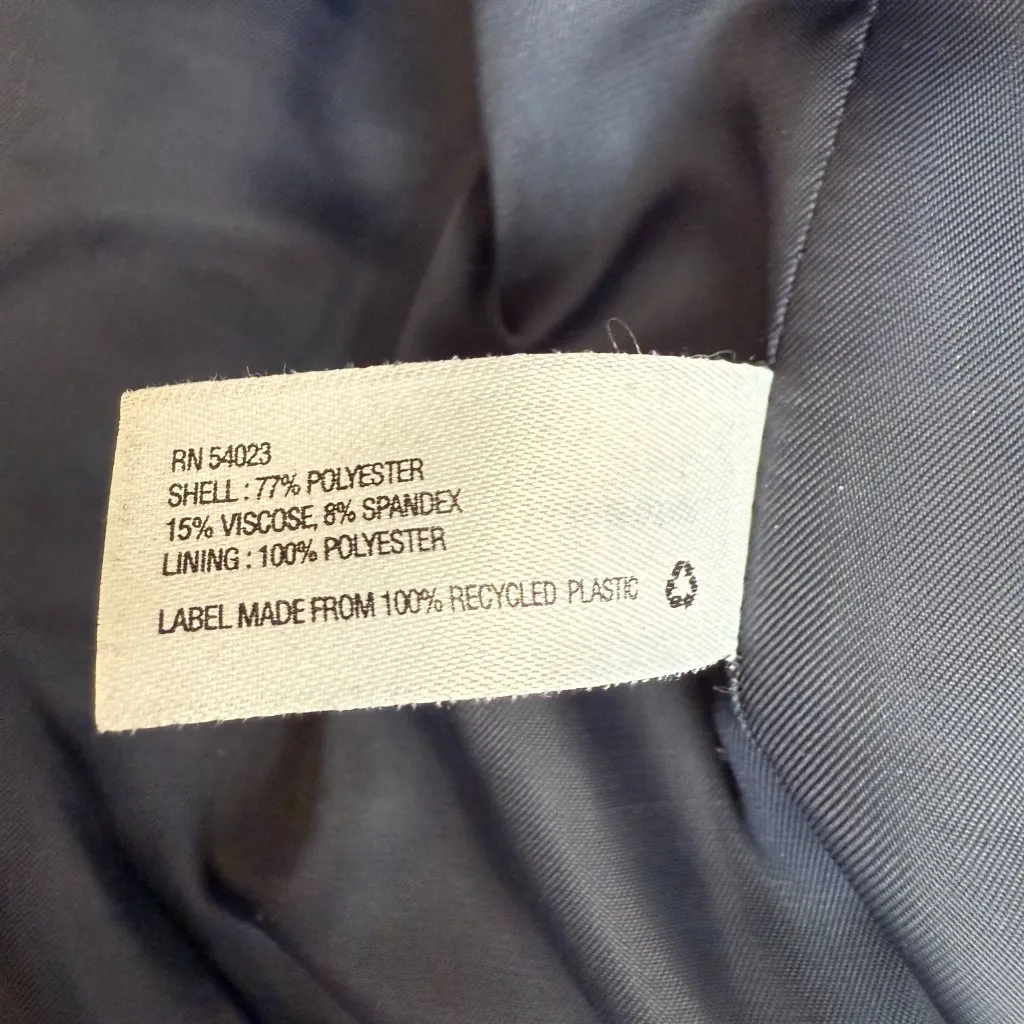 RN 54023
SHELL : 77% POLYESTER
15% VISCOSE, 8% SPANDEX
LINING : 100% POLYESTER
LABEL MADE FROM 100% RECYCLED PLASTIC